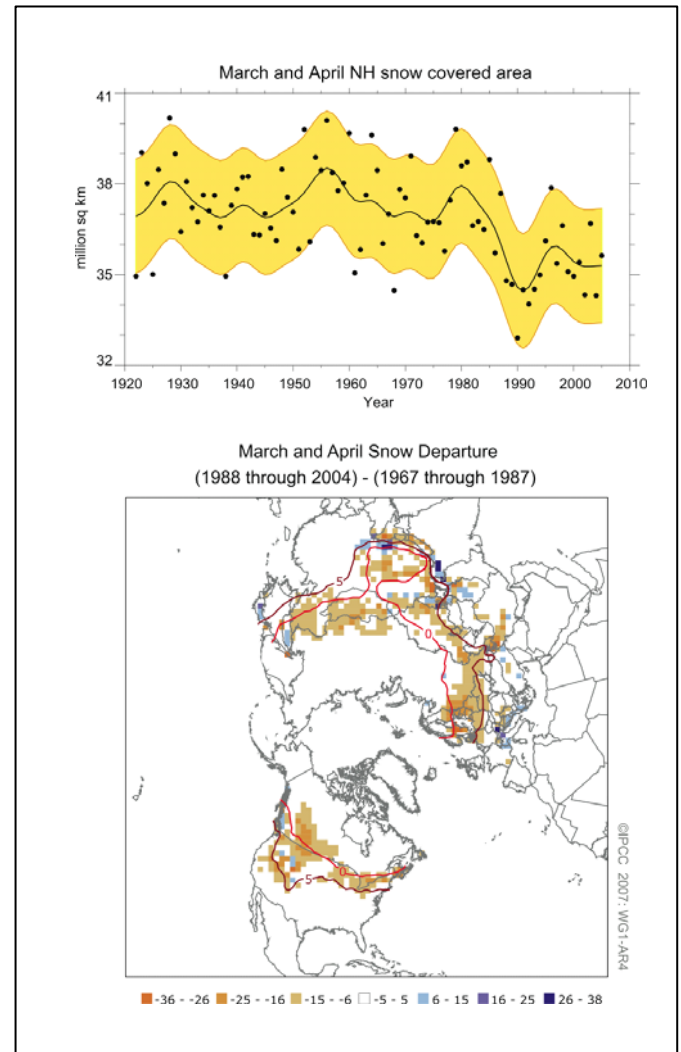 March and April NH snow covered area
41
38
35
32
million sq km
1920 1930 1940 1950 1960 1970 1980 1990 2000 2010
Year
March and April Snow Departure
(1988 through 2004) - (1967 through 1987)
5
0
5
0
5
©IPCC 2007: WG1-AR4
-36 - -26 -25 - -16 -15 - -6 -5 - 5 6 - 15 16 - 25 26 - 38